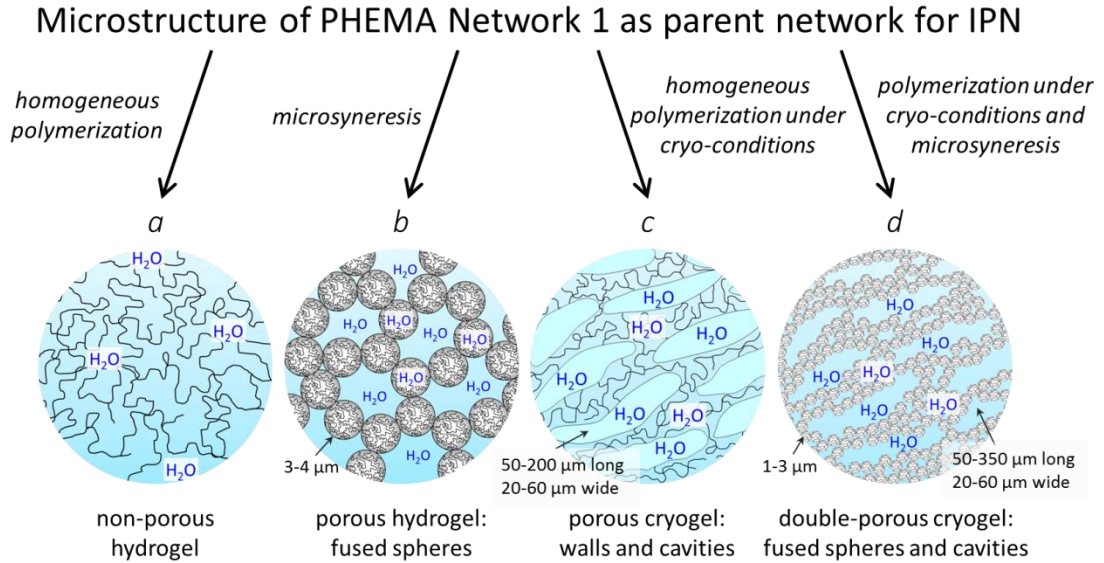 Microstructure of PHEMA Network 1 as parent network for IPN
homogeneous
polymerization
microsyneresis
homogeneous
polymerization under
cryo-conditions
polymerization under
cryo-conditions and
microsyneresis
a
b
c
d
H₂O
H₂O
H₂O
H₂O
H₂O
H₂O
H₂O
H₂O
H₂O
H₂O
H₂O
H₂O
H₂O
3-4 µm
H₂O
H₂O
H₂O
H₂O
H₂O
H₂O
H₂O
50-200 µm long
20-60 µm wide
H₂O
H₂O
H₂O
H₂O
H₂O
H₂O
1-3 µm
50-350 µm long
20-60 µm wide
non-porous
hydrogel
porous hydrogel:
fused spheres
porous cryogel:
walls and cavities
double-porous cryogel:
fused spheres and cavities